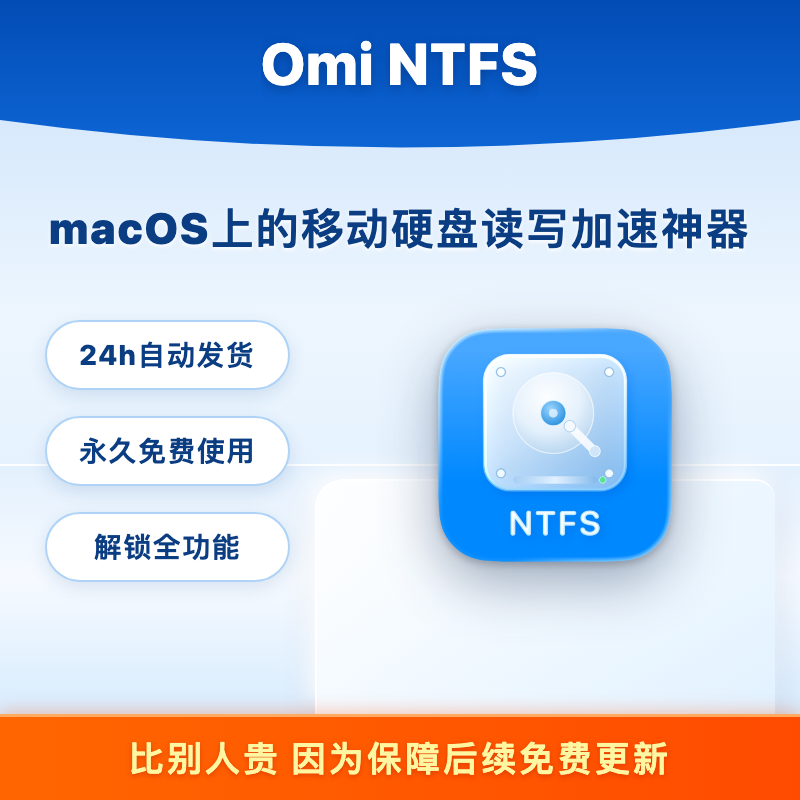 Omi NTFS
macOS上的移动硬盘读写加速神器
24h自动发货
永久免费使用
解锁全功能
NTFS
比别人贵 因为保障后续免费更新